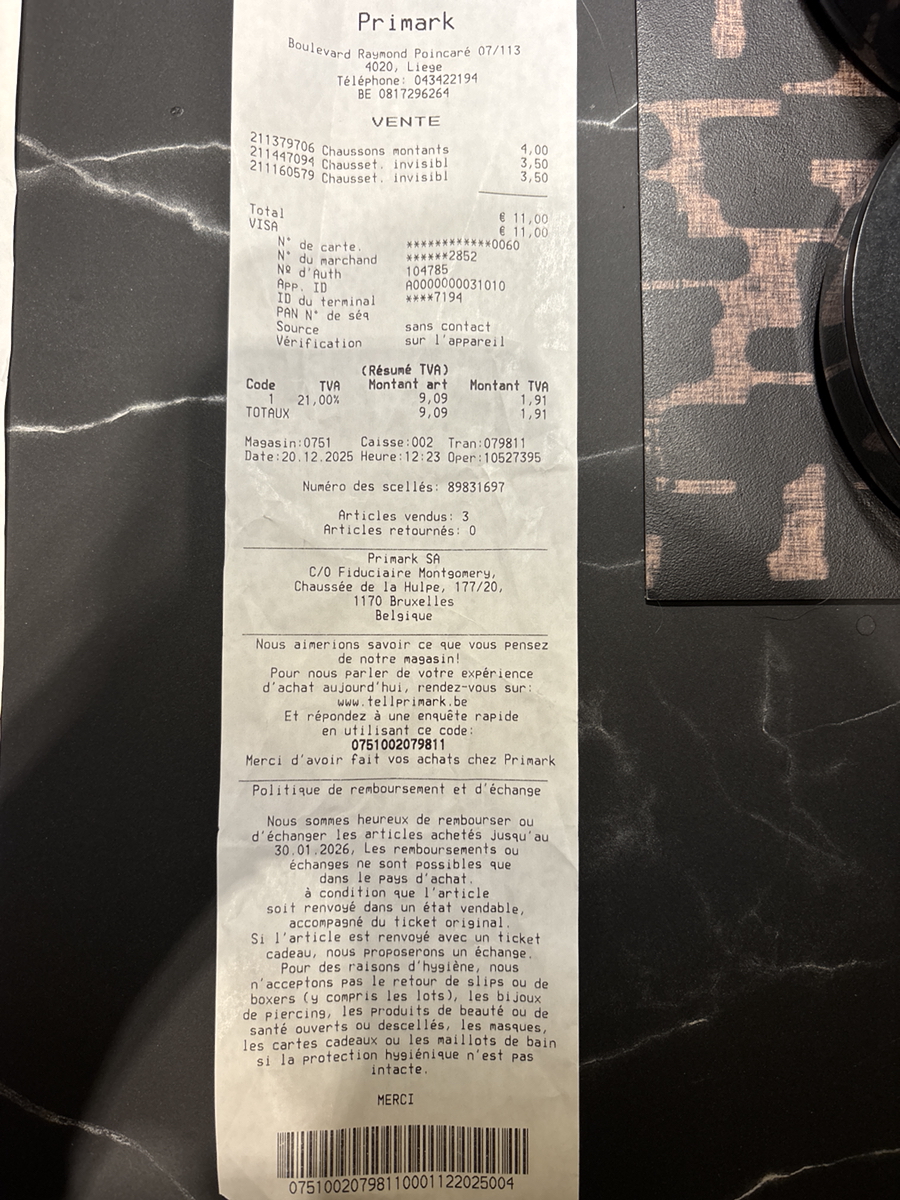 Primark
Boulevard Raymond Poincaré 07/113
4020, Liege
Téléphone: 043422194
BE 0817296264
VENTE
211379706 Chaussons montants 4,00
211447094 Chausset. invisibl 3,50
211160579 Chausset. invisibl 3,50
Total € 11,00
VISA € 11,00
N° de carte. ************0060
N° du marchand ******2852
Nº d'Auth 104785
App. ID A0000000031010
ID du terminal ****7194
PAN N° de séq
Source sans contact
Vérification sur l'appareil
(Résumé TVA)
Code TVA Montant art Montant TVA
1 21,00% 9,09 1,91
TOTAUX 9,09 1,91
Magasin:0751 Caisse:002 Tran:079811
Date:20.12.2025 Heure:12:23 Oper:10527395
Numéro des scellés: 89831697
Articles vendus: 3
Articles retournés: 0
Primark SA
C/O Fiduciaire Montgomery,
Chaussée de la Hulpe, 177/20,
1170 Bruxelles
Belgique
Nous aimerions savoir ce que vous pensez
de notre magasin!
Pour nous parler de votre expérience
d'achat aujourd'hui, rendez-vous sur:
www.tellprimark.be
Et répondez à une enquête rapide
en utilisant ce code:
0751002079811
Merci d'avoir fait vos achats chez Primark
Politique de remboursement et d'échange
Nous sommes heureux de rembourser ou
d'échanger les articles achetés jusqu'au
30.01.2026, Les remboursements ou
échanges ne sont possibles que
dans le pays d'achat.
à condition que l'article
soit renvoyé dans un état vendable,
accompagné du ticket original.
Si l'article est renvoyé avec un ticket
cadeau, nous proposerons un échange.
Pour des raisons d'hygiène, nous
n'acceptons pas le retour de slips ou de
boxers (y compris les lots), les bijoux
de piercing, les produits de beauté ou de
santé ouverts ou descellés, les masques,
les cartes cadeaux ou les maillots de bain
si la protection hygiénique n'est pas
intacte.
MERCI
07510020798110001122025004